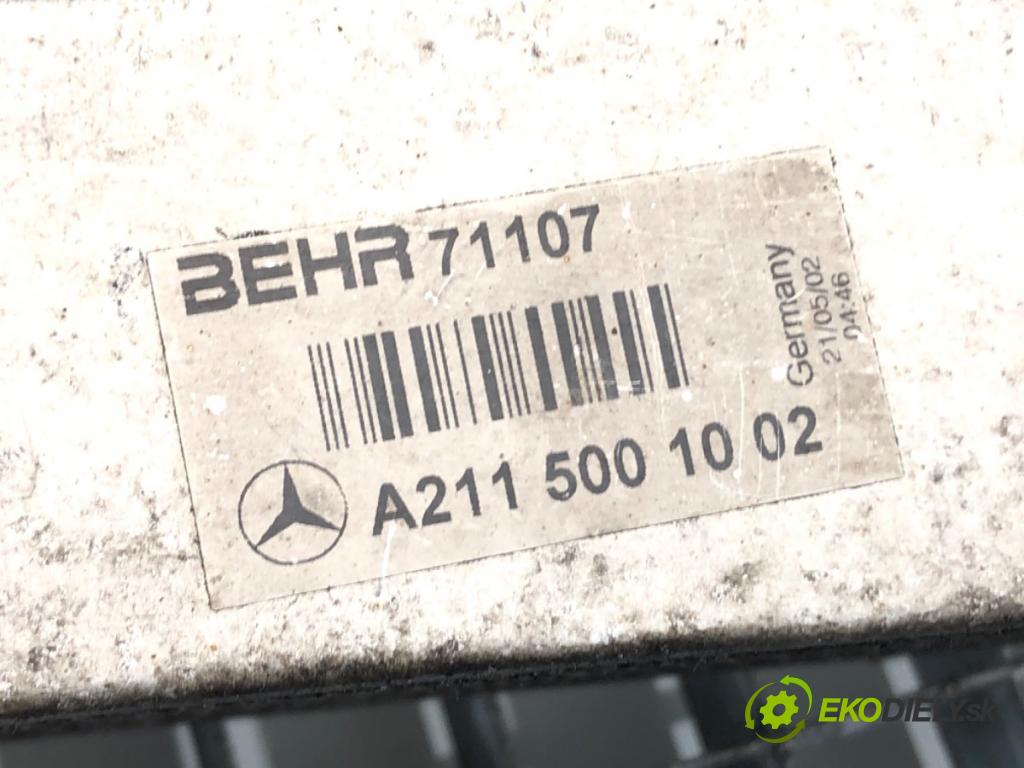 BEHR 71107
Germany
21/05/02
04:46
A211 500 10 02
EKODIELY.sk